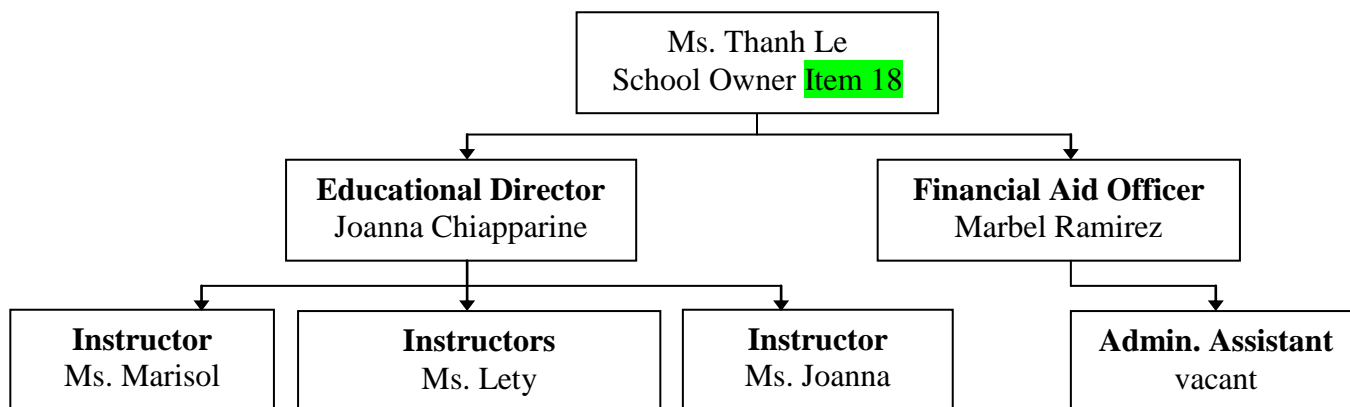 Ms. Thanh Le
School Owner Item 18
Educational Director
Joanna Chiapparine
Financial Aid Officer
Marbel Ramirez
Instructor
Ms. Marisol
Instructors
Ms. Lety
Instructor
Ms. Joanna
Admin. Assistant
vacant